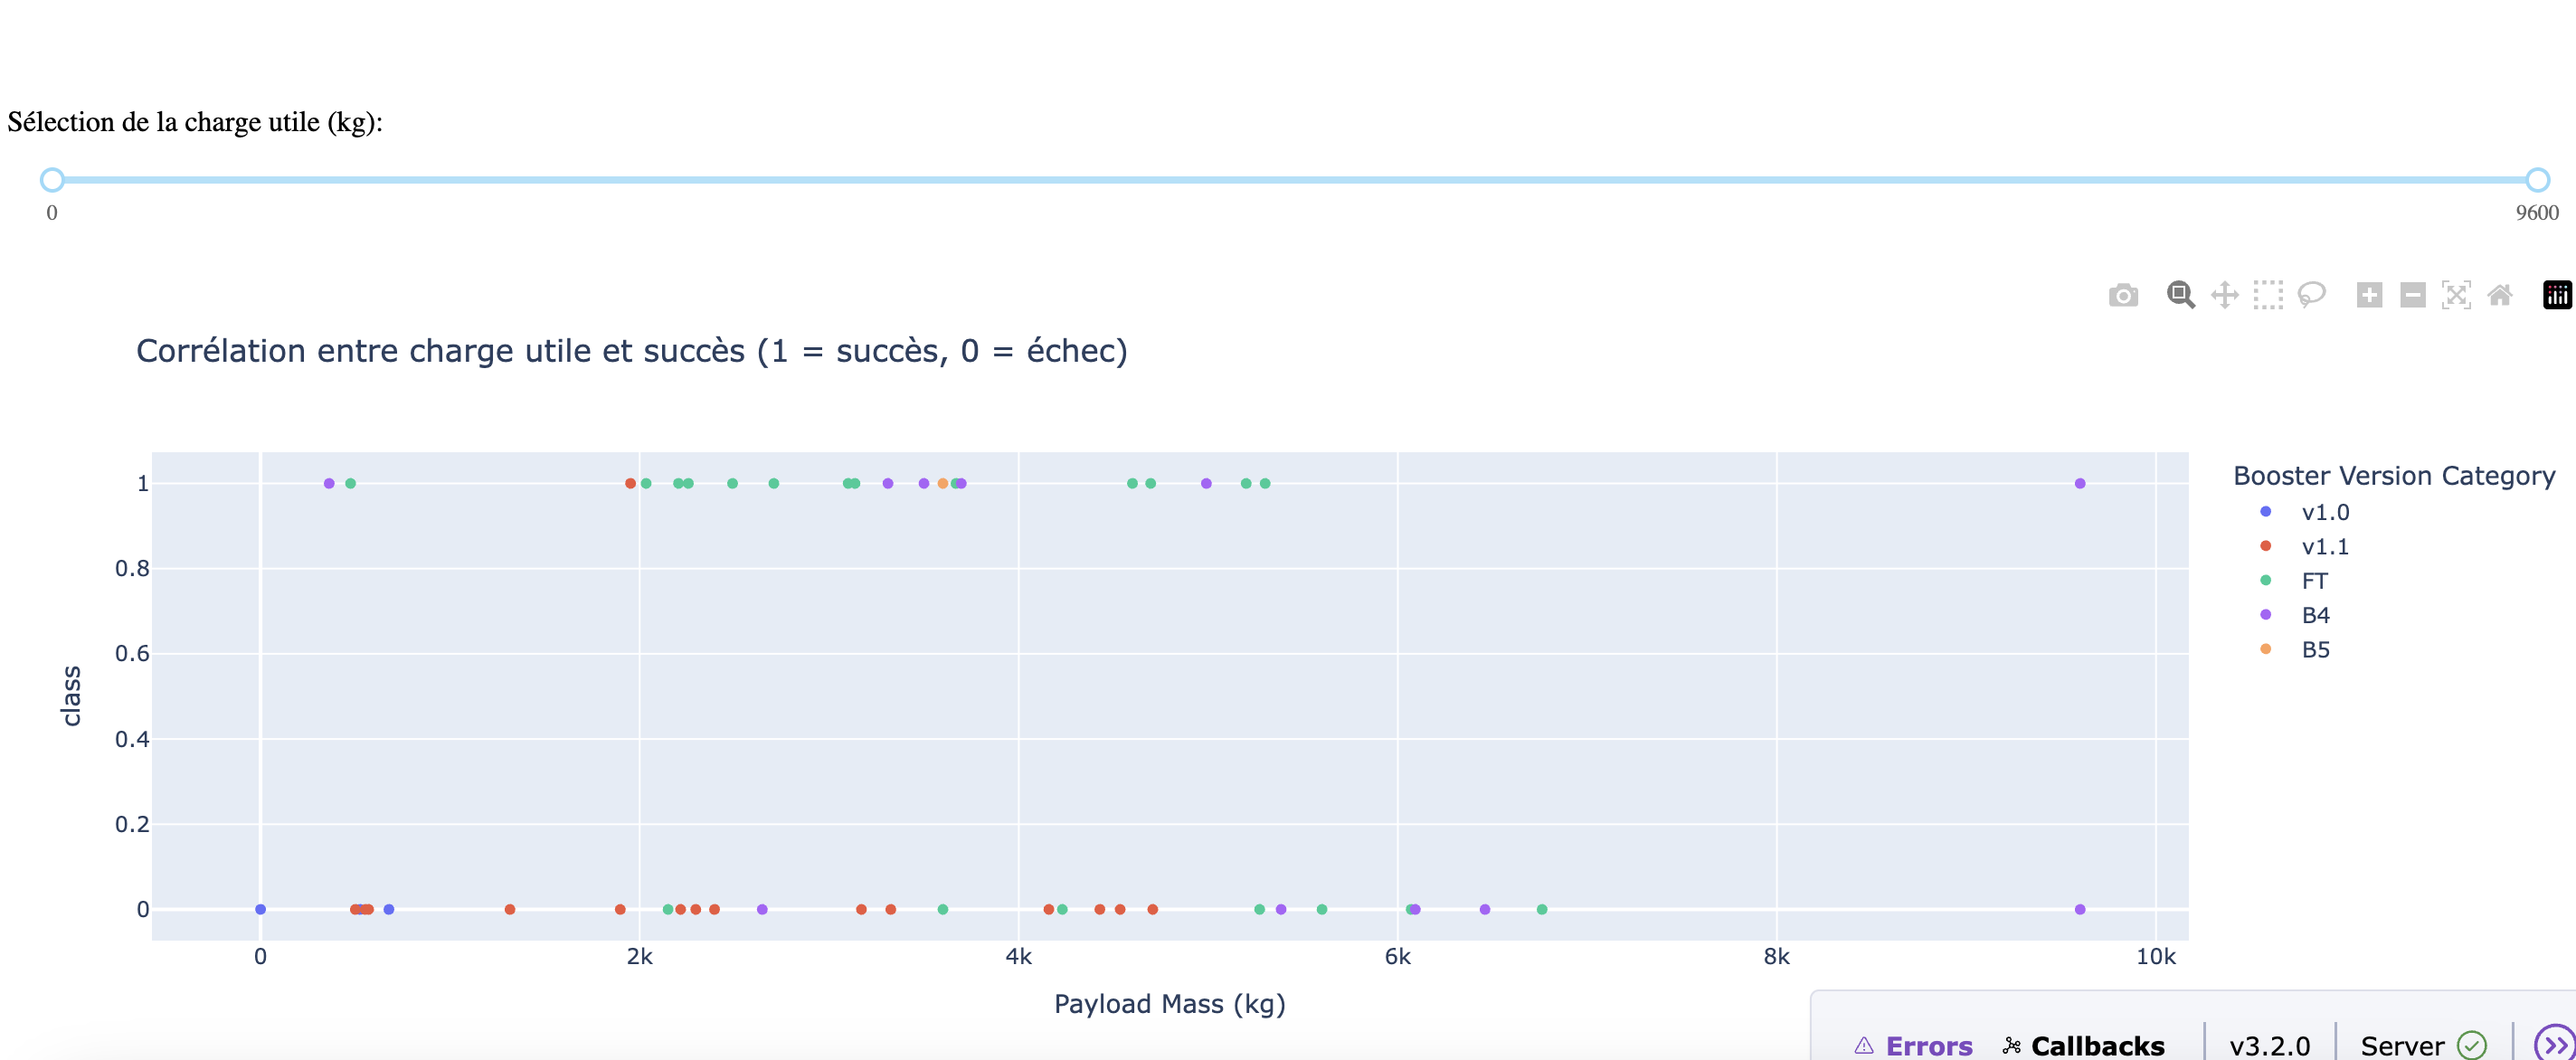 Sélection de la charge utile (kg):
0
9600
Corrélation entre charge utile et succès (1 = succès, 0 = échec)
Booster Version Category
v1.0
v1.1
FT
B4
B5
1
0.8
0.6
0.4
0.2
0
class
0 2k 4k 6k 8k 10k
Payload Mass (kg)
Errors Callbacks v3.2.0 Server